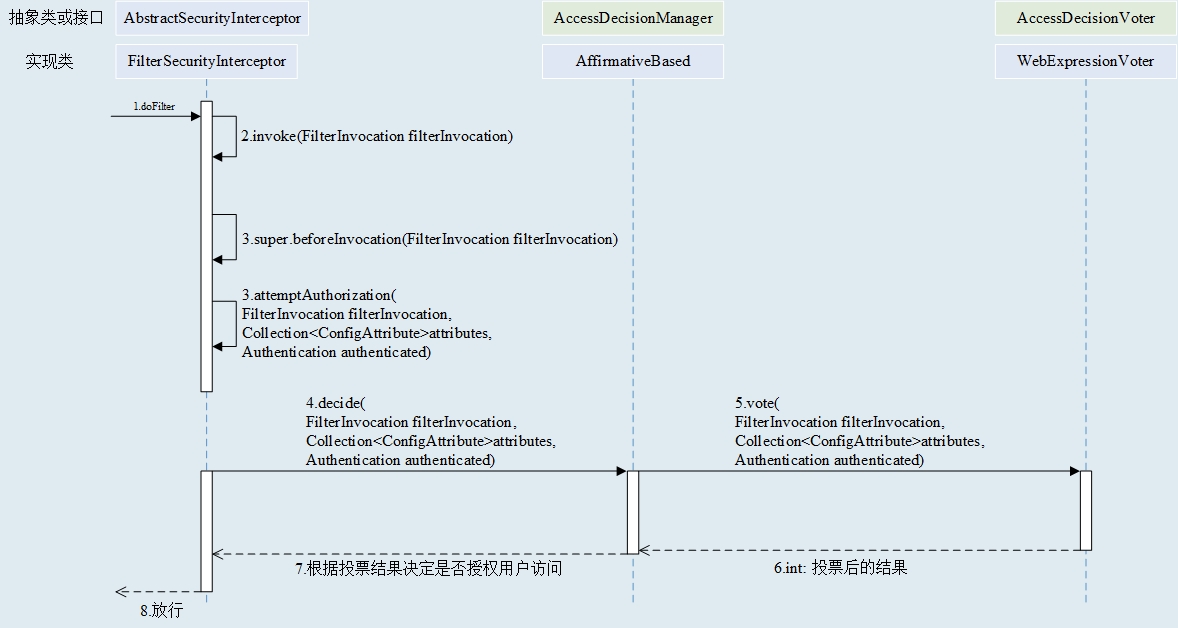 抽象类或接口
AbstractSecurityInterceptor
AccessDecisionManager
AccessDecisionVoter
实现类
FilterSecurityInterceptor
AffirmativeBased
WebExpressionVoter
1.doFilter
2.invoke(FilterInvocation filterInvocation)
3.super.beforeInvocation(FilterInvocation filterInvocation)
3.attemptAuthorization(
FilterInvocation filterInvocation,
Collection<ConfigAttribute>attributes,
Authentication authenticated)
4.decide(
FilterInvocation filterInvocation,
Collection<ConfigAttribute>attributes,
Authentication authenticated)
5.vote(
FilterInvocation filterInvocation,
Collection<ConfigAttribute>attributes,
Authentication authenticated)
7.根据投票结果决定是否授权用户访问
6.int: 投票后的结果
8.放行